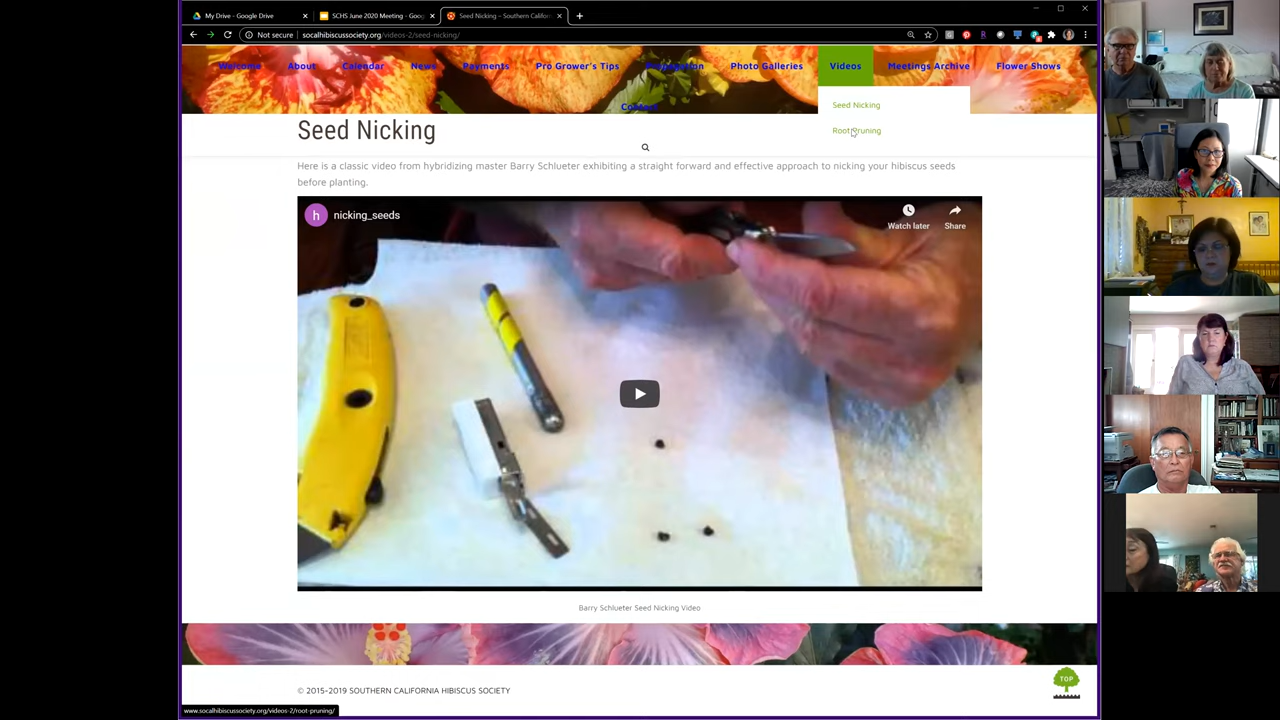 My Drive - Google Drive
SCHS June 2020 Meeting - Goo
Seed Nicking – Southern Califor
Not secure
socalhibiscussociety.org/videos-2/seed-nicking/
Welcome
About
Calendar
News
Payments
Pro Grower's Tips
Propagation
Photo Galleries
Videos
Meetings Archive
Flower Shows
Contact
Seed Nicking
Root Pruning
Seed Nicking
Here is a classic video from hybridizing master Barry Schlueter exhibiting a straight forward and effective approach to nicking your hibiscus seeds
before planting.
h
nicking_seeds
Watch later
Share
Barry Schlueter Seed Nicking Video
TOP
© 2015-2019 SOUTHERN CALIFORNIA HIBISCUS SOCIETY
www.socalhibiscussociety.org/videos-2/root-pruning/